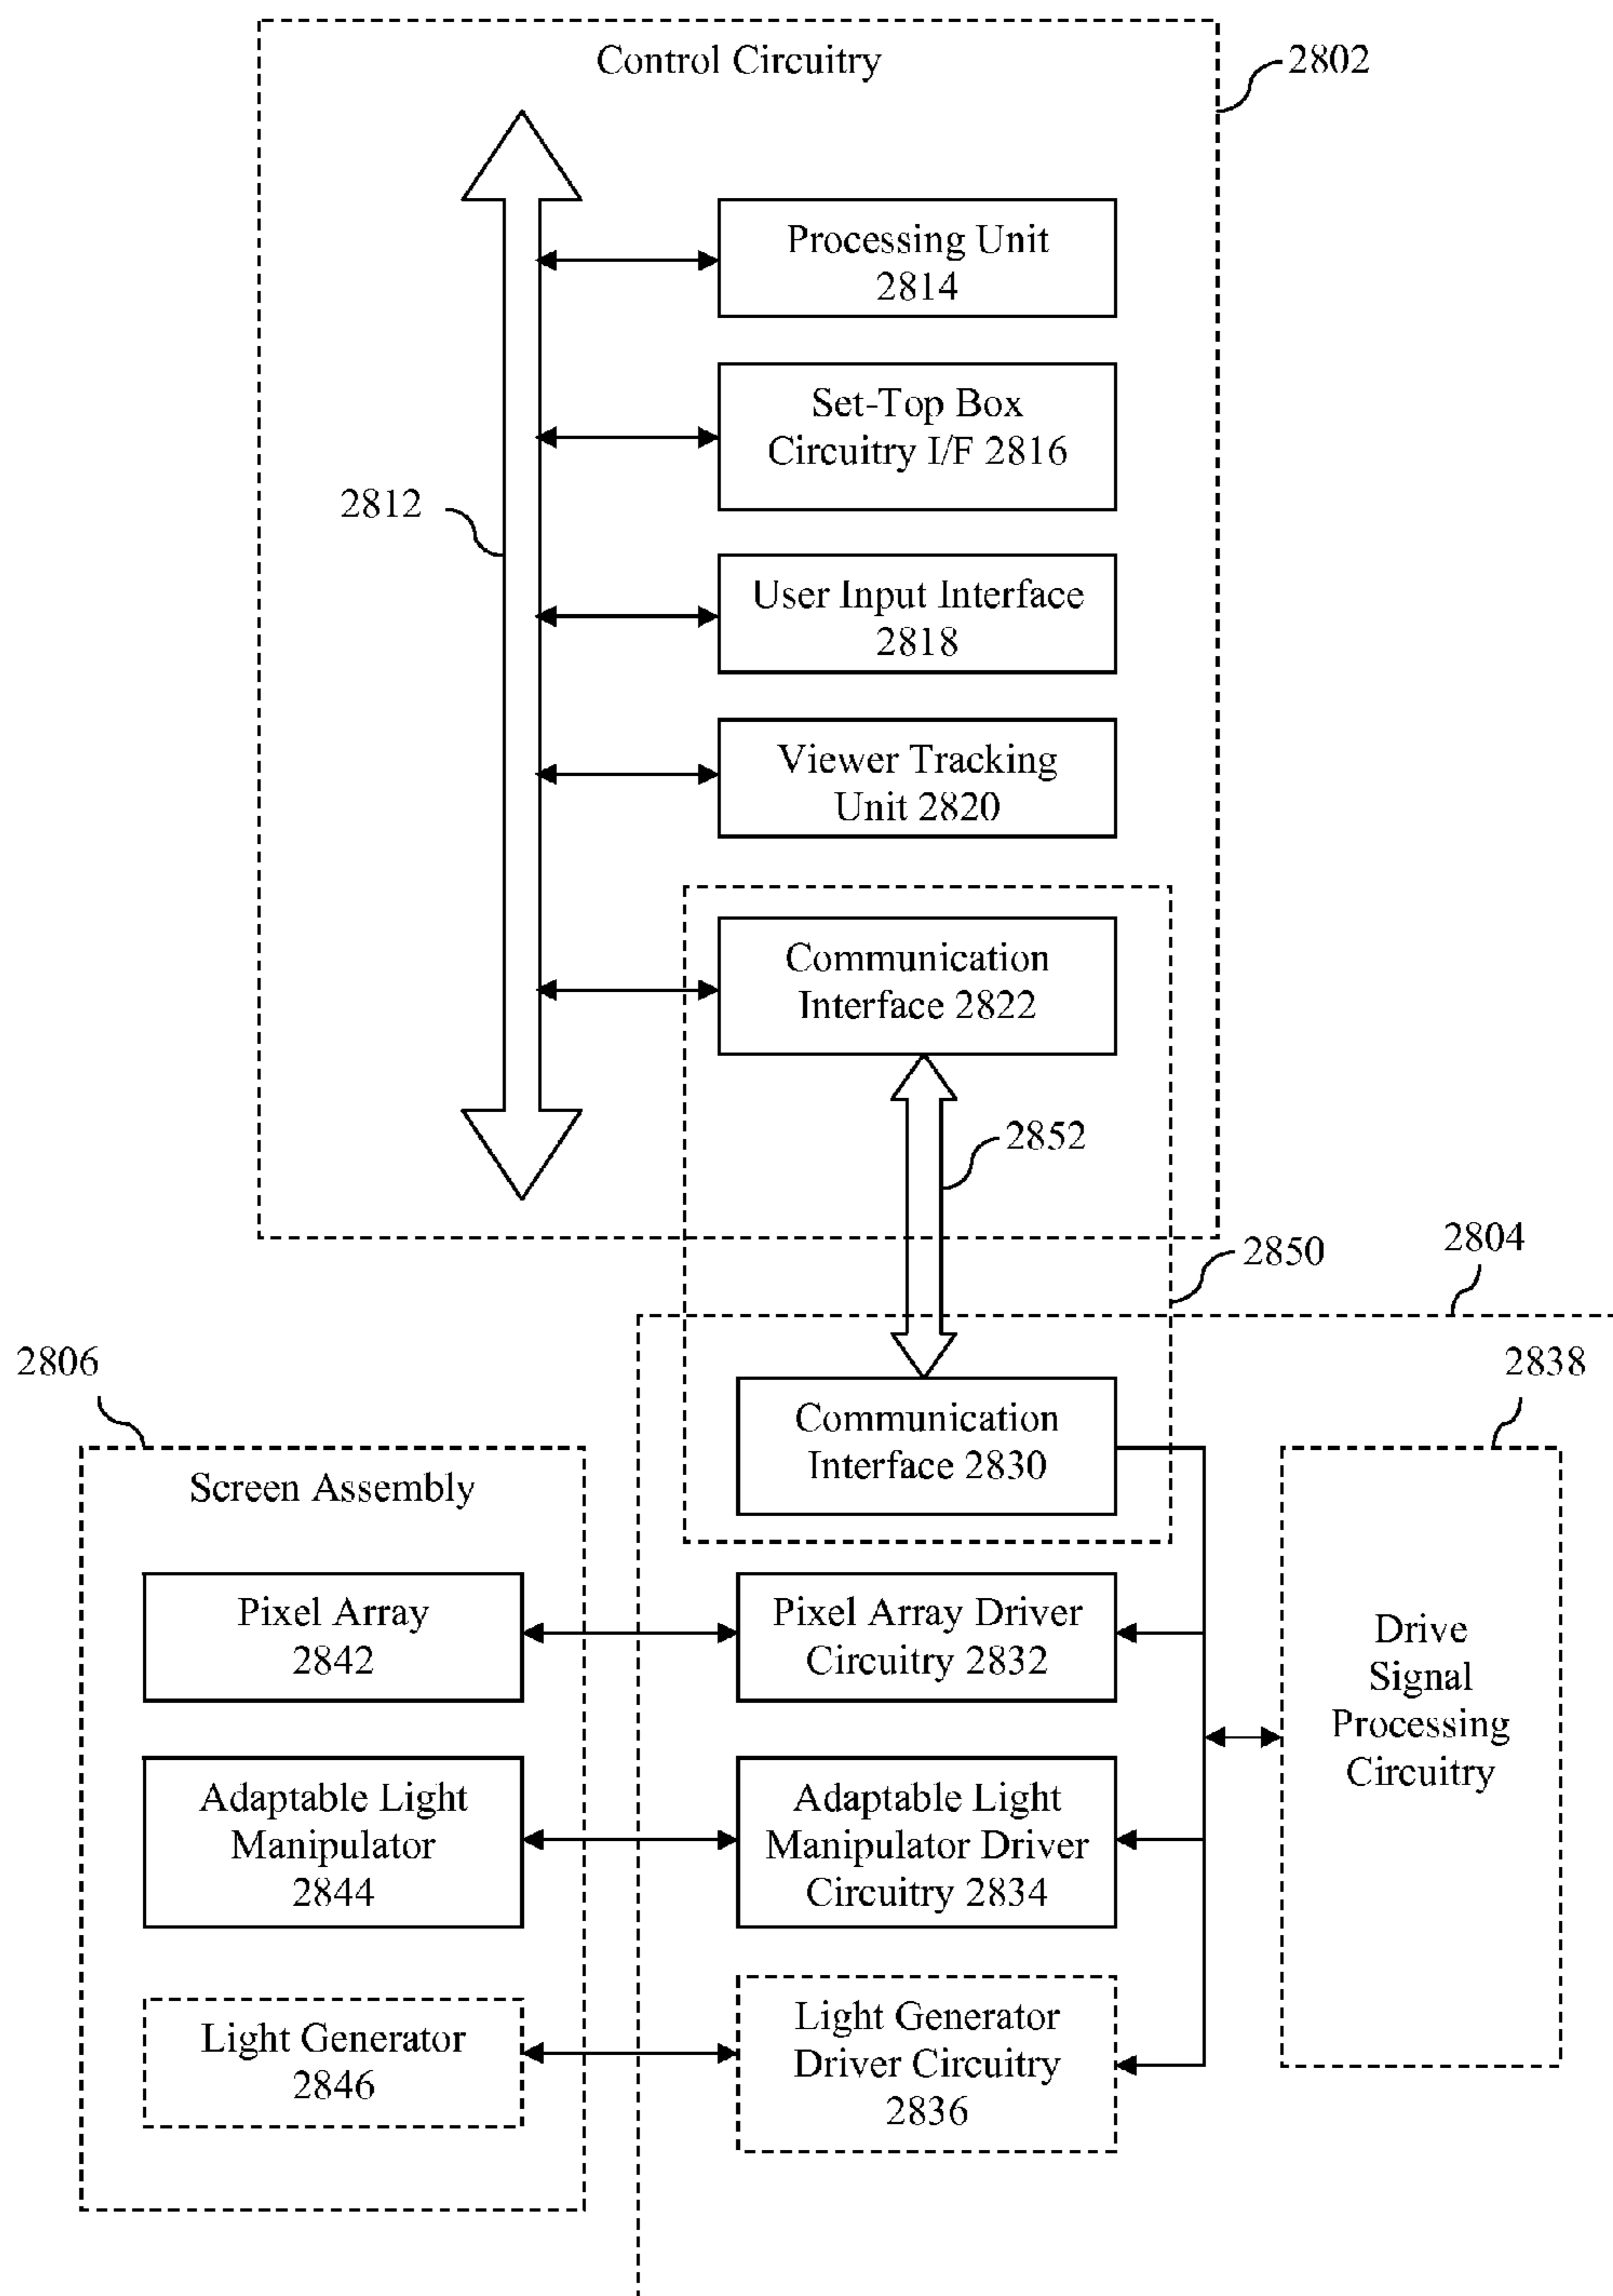 Control Circuitry
2802
Processing Unit
2814
Set-Top Box
Circuitry I/F 2816
2812
User Input Interface
2818
Viewer Tracking
Unit 2820
Communication
Interface 2822
2852
2850
2804
2806
2838
Communication
Interface 2830
Screen Assembly
Pixel Array
2842
Pixel Array Driver
Circuitry 2832
Drive
Signal
Processing
Circuitry
Adaptable Light
Manipulator
2844
Adaptable Light
Manipulator Driver
Circuitry 2834
Light Generator
2846
Light Generator
Driver Circuitry
2836